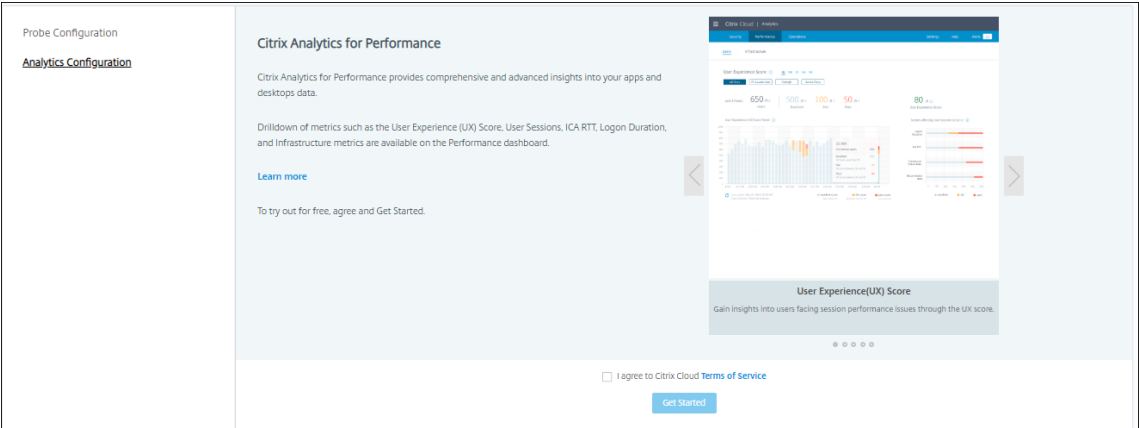 Probe Configuration
Analytics Configuration
Citrix Analytics for Performance
Citrix Analytics for Performance provides comprehensive and advanced insights into your apps and
desktops data.
Drilldown of metrics such as the User Experience (UX) Score, User Sessions, ICA RTT, Logon Duration,
and Infrastructure metrics are available on the Performance dashboard.
Learn more
To try out for free, agree and Get Started.
Citrix Cloud | Analytics
Security Performance Operations Settings Help
User Experience Score
650
500
100
50
80
User Experience(UX) Score
Gain insights into users facing session performance issues through the UX score.
I agree to Citrix Cloud Terms of Service
Get Started